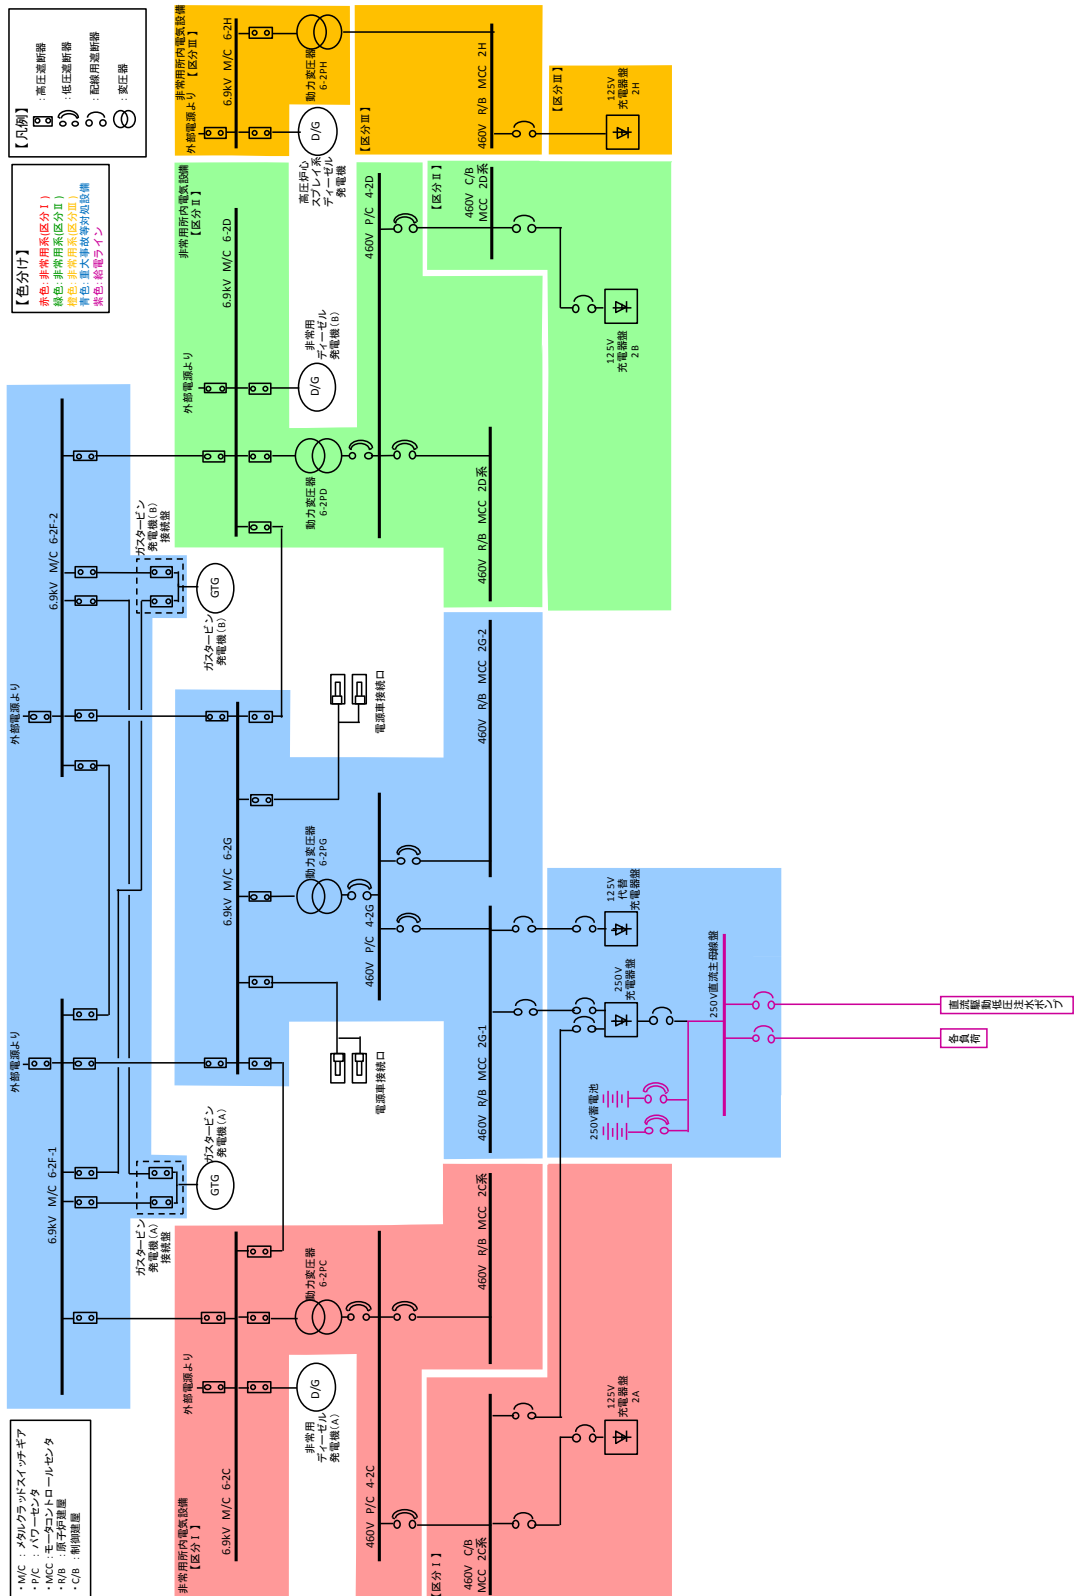 ・M/C ：メタルクラッドスイッチギア
・P/C ：パワーセンタ
・MCC：モータコントロールセンタ
・R/B ：原子炉建屋
・C/B ：制御建屋
【色分け】
赤色：非常用系(区分Ⅰ)
緑色：非常用系(区分Ⅱ)
橙色：非常用系(区分Ⅲ)
青色：重大事故等対処設備
紫色：給電ライン
【凡例】
：高圧遮断器
：低圧遮断器
：配線用遮断器
：変圧器
外部電源より
6.9kV M/C 6-2F-1
外部電源より
6.9kV M/C 6-2F-2
ガスタービン
発電機(A)
接続盤
GTG
ガスタービン
発電機(A)
ガスタービン
発電機(B)
接続盤
GTG
ガスタービン
発電機(B)
非常用所内電気設備
【区分Ⅰ】
外部電源より
6.9kV M/C 6-2C
D/G
非常用
ディーゼル
発電機(A)
動力変圧器
6-2PC
460V P/C 4-2C
460V R/B MCC 2C系
【区分Ⅰ】
460V C/B
MCC 2C系
125V
充電器盤
2A
6.9kV M/C 6-2G
電源車接続口
動力変圧器
6-2PG
電源車接続口
460V P/C 4-2G
460V R/B MCC 2G-1
460V R/B MCC 2G-2
250V
充電器盤
125V
代替
充電器盤
250V蓄電池
250V直流主母線盤
各負荷
直流駆動低圧注水ポンプ
非常用所内電気設備
【区分Ⅱ】
外部電源より
6.9kV M/C 6-2D
D/G
非常用
ディーゼル
発電機(B)
動力変圧器
6-2PD
460V P/C 4-2D
460V R/B MCC 2D系
【区分Ⅱ】
460V C/B
MCC 2D系
125V
充電器盤
2B
非常用所内電気設備
【区分Ⅲ】
外部電源より
6.9kV M/C 6-2H
D/G
高圧炉心
スプレイ系
ディーゼル
発電機
動力変圧器
6-2PH
【区分Ⅲ】
460V R/B MCC 2H
【区分Ⅲ】
125V
充電器盤
2H